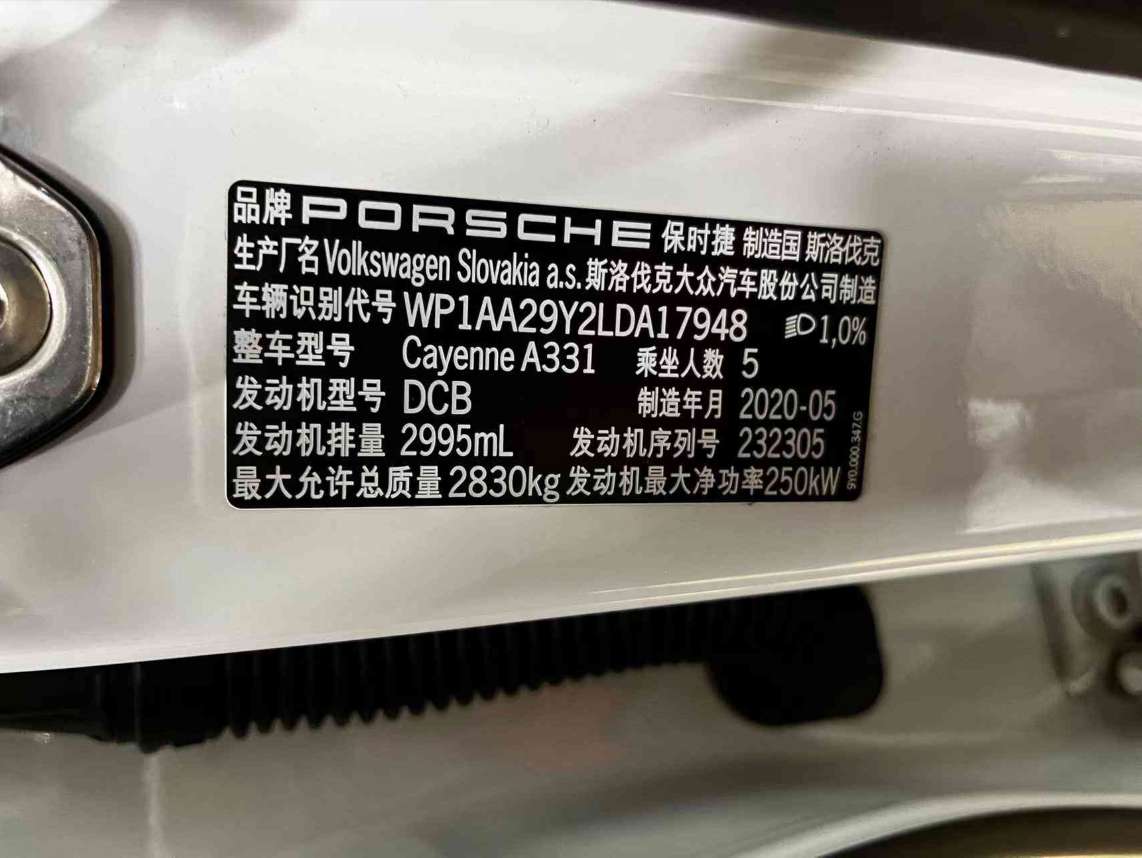 品牌 PORSCHE 保时捷 制造国 斯洛伐克
生产厂名 Volkswagen Slovakia a.s. 斯洛伐克大众汽车股份公司制造
车辆识别代号 WP1AA29Y2LDA17948 1,0%
整车型号 Cayenne A331 乘坐人数 5
发动机型号 DCB 制造年月 2020-05
发动机排量 2995mL 发动机序列号 232305
最大允许总质量 2830kg 发动机最大净功率 250kW
9Y0.000.347.G